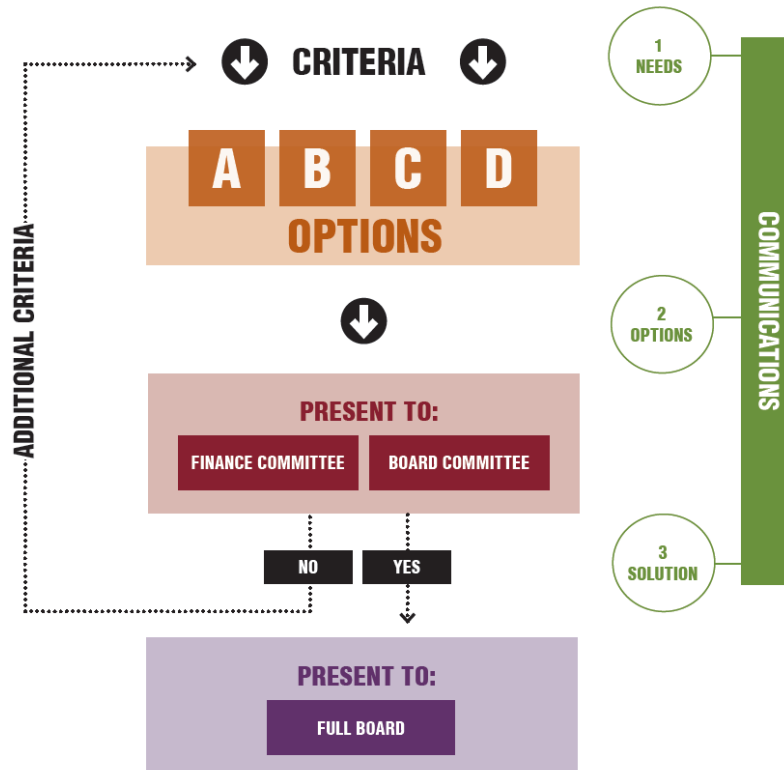 CRITERIA
A B C D
OPTIONS
PRESENT TO:
FINANCE COMMITTEE
BOARD COMMITTEE
NO
YES
PRESENT TO:
FULL BOARD
ADDITIONAL CRITERIA
1
NEEDS
2
OPTIONS
3
SOLUTION
COMMUNICATIONS